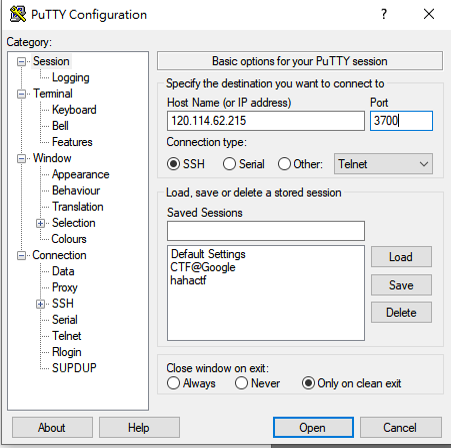 PuTTY Configuration
?
Category:
Session
Logging
Terminal
Keyboard
Bell
Features
Window
Appearance
Behaviour
Translation
Selection
Colours
Connection
Data
Proxy
SSH
Serial
Telnet
Rlogin
SUPDUP
Basic options for your PuTTY session
Specify the destination you want to connect to
Host Name (or IP address) Port
120.114.62.215 3700
Connection type:
SSH Serial Other: Telnet
Load, save or delete a stored session
Saved Sessions
Default Settings
CTF@Google
hahactf
Load
Save
Delete
Close window on exit:
Always Never Only on clean exit
About Help Open Cancel